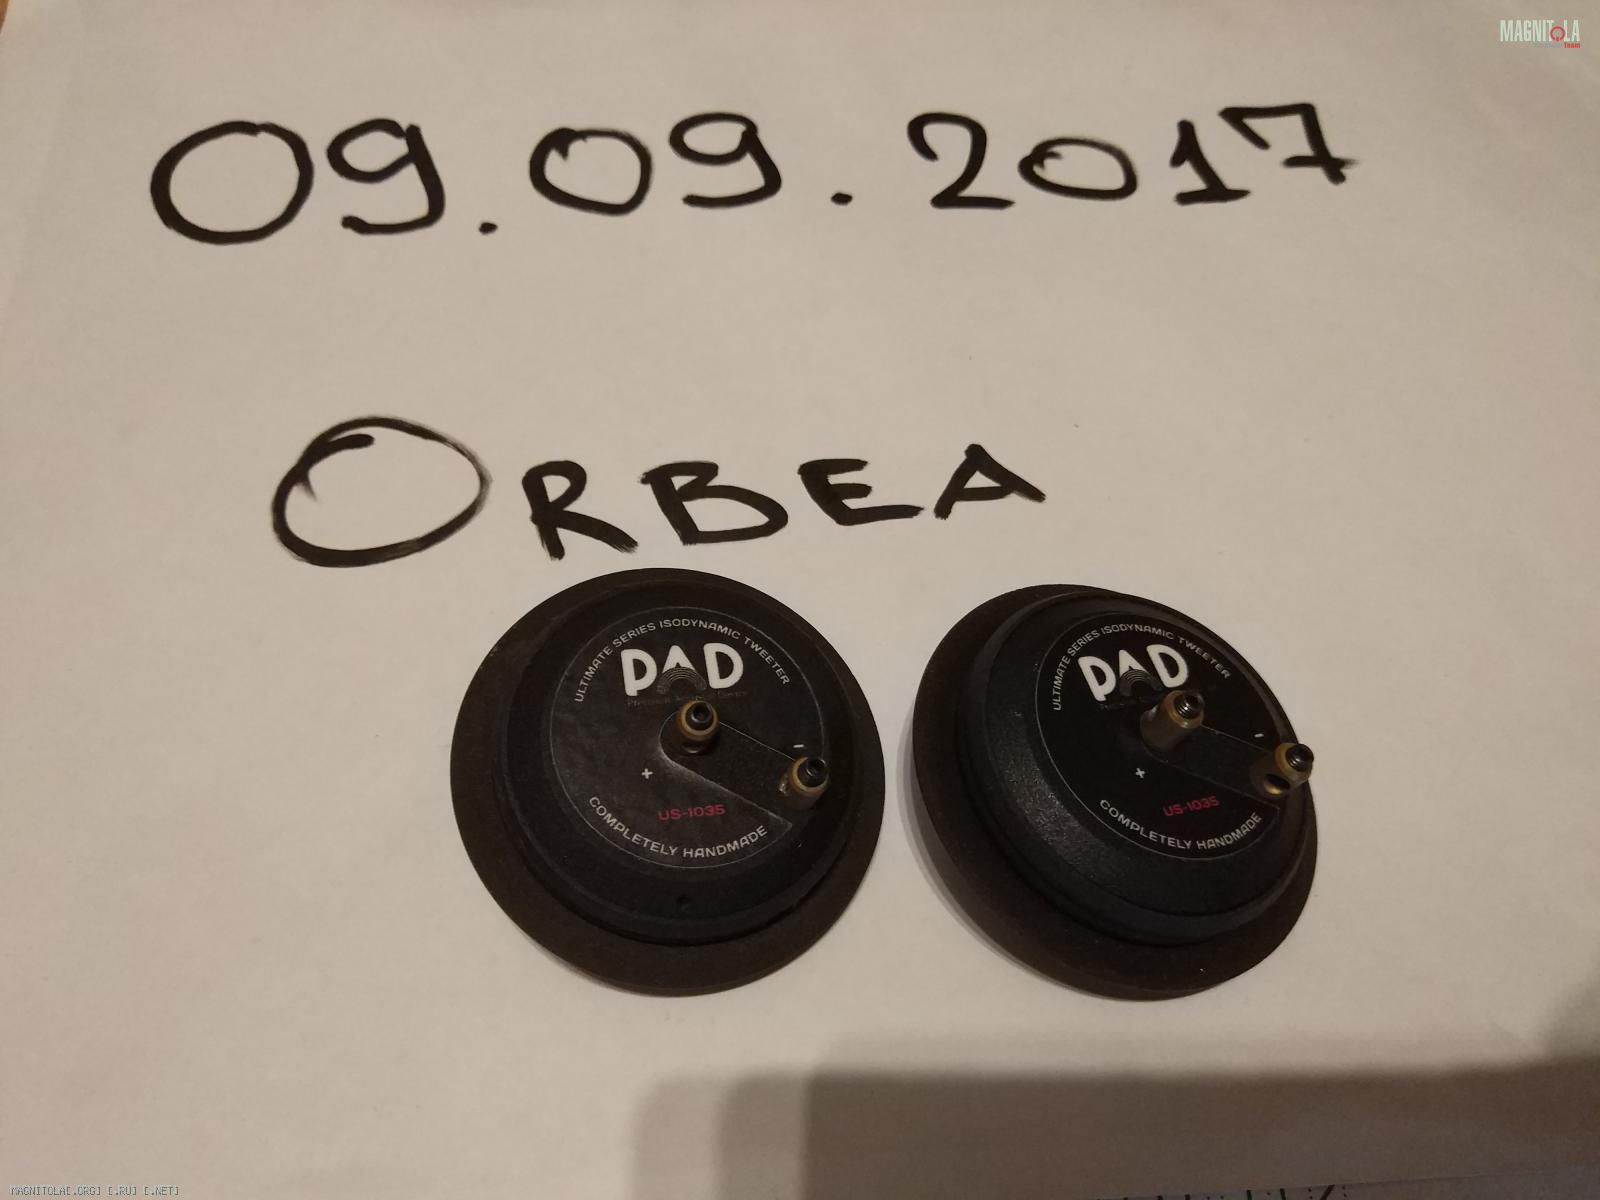 MAGNITOLA
Team
09.09.2017
ORBEA
ULTIMATE SERIES ISODYNAMIC TWEETER
PAD
-
+
US-1035
COMPLETELY HANDMADE
ULTIMATE SERIES ISODYNAMIC TWEETER
PAD
-
+
US-1035
COMPLETELY HANDMADE
MAGNITOLA[.ORG] [.RU] [.NET]